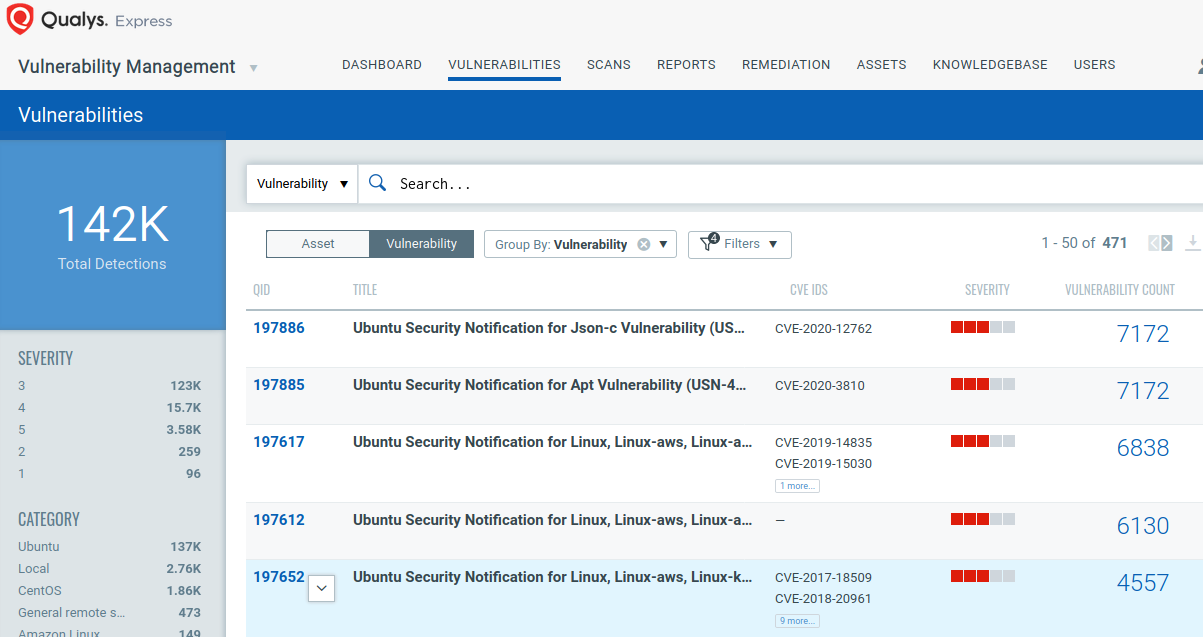 Qualys. Express
Vulnerability Management
DASHBOARD VULNERABILITIES SCANS REPORTS REMEDIATION ASSETS KNOWLEDGEBASE USERS
Vulnerabilities
142K
Total Detections
SEVERITY
3 123K
4 15.7K
5 3.58K
2 259
1 96
CATEGORY
Ubuntu 137K
Local 2.76K
CentOS 1.86K
General remote s... 473
Amazon Linux 149
Vulnerability Search...
Asset Vulnerability Group By: Vulnerability 4 Filters 1 - 50 of 471
QID TITLE CVE IDS SEVERITY VULNERABILITY COUNT
197886 Ubuntu Security Notification for Json-c Vulnerability (US... CVE-2020-12762 7172
197885 Ubuntu Security Notification for Apt Vulnerability (USN-4... CVE-2020-3810 7172
197617 Ubuntu Security Notification for Linux, Linux-aws, Linux-a... CVE-2019-14835 6838
CVE-2019-15030
1 more...
197612 Ubuntu Security Notification for Linux, Linux-aws, Linux-a... — 6130
197652 Ubuntu Security Notification for Linux, Linux-aws, Linux-k... CVE-2017-18509 4557
CVE-2018-20961
9 more...